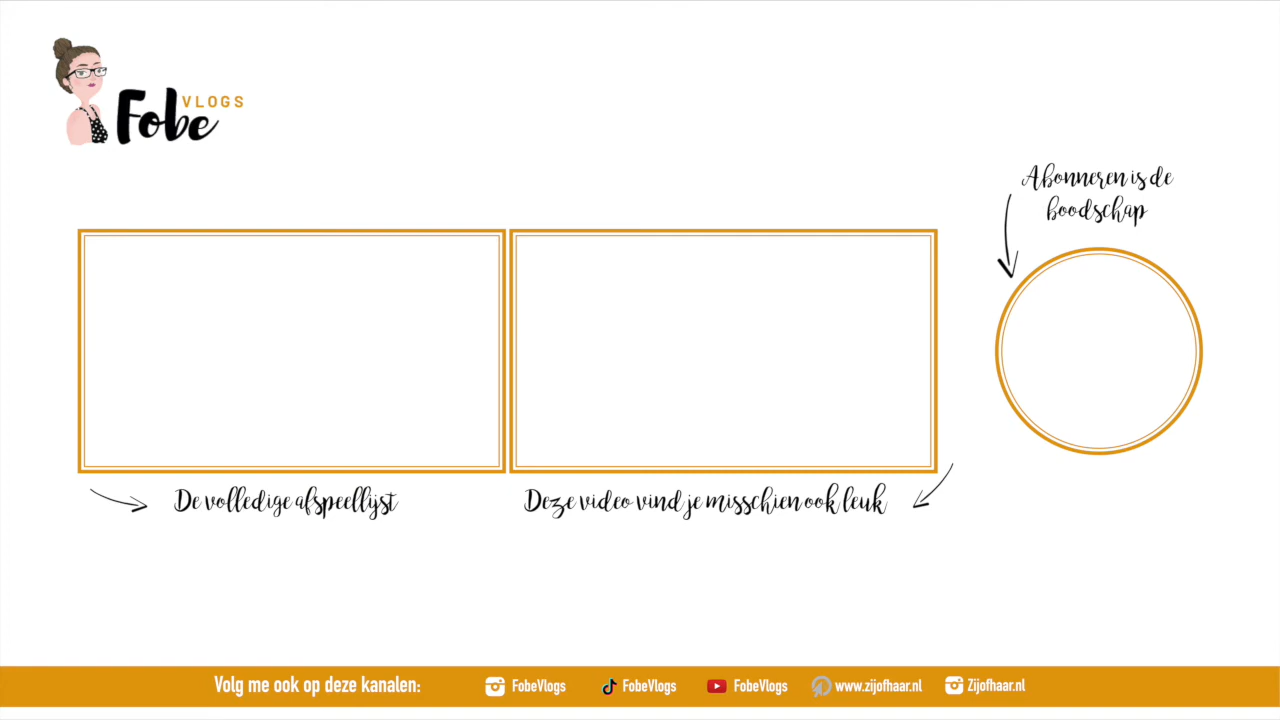 VLOGS
Fobe
Abonneren is de
boodschap
De volledige afspeellijst
Deze video vind je misschien ook leuk
Volg me ook op deze kanalen: FobeVlogs FobeVlogs FobeVlogs www.zijofhaar.nl Zijofhaar.nl